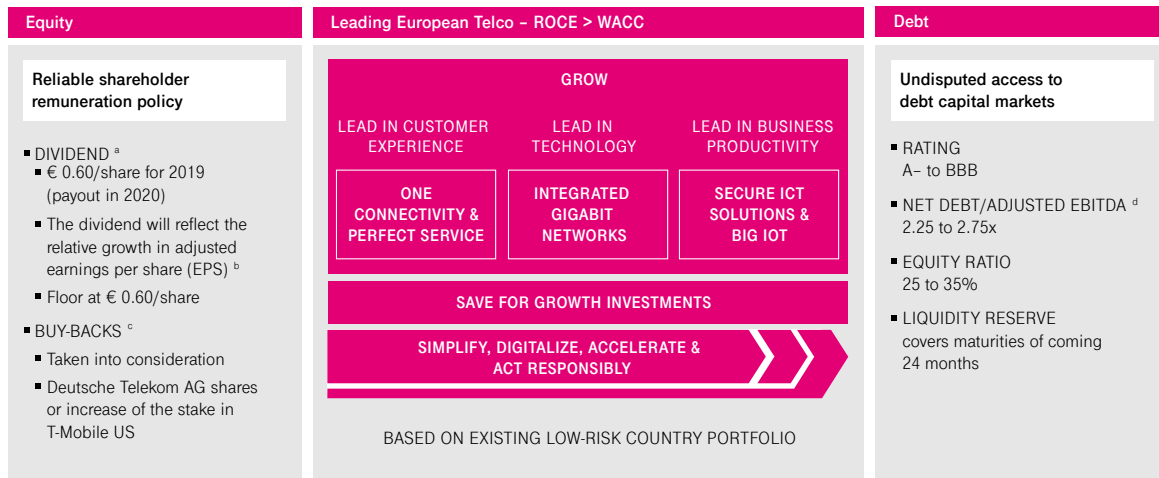 Equity
Reliable shareholder
remuneration policy
▪ DIVIDEND a
▪ € 0.60/share for 2019
(payout in 2020)
▪ The dividend will reflect the
relative growth in adjusted
earnings per share (EPS) b
▪ Floor at € 0.60/share
▪ BUY-BACKS c
▪ Taken into consideration
▪ Deutsche Telekom AG shares
or increase of the stake in
T-Mobile US
Leading European Telco – ROCE > WACC
GROW
LEAD IN CUSTOMER
EXPERIENCE
ONE
CONNECTIVITY &
PERFECT SERVICE
LEAD IN
TECHNOLOGY
INTEGRATED
GIGABIT
NETWORKS
LEAD IN BUSINESS
PRODUCTIVITY
SECURE ICT
SOLUTIONS &
BIG IOT
SAVE FOR GROWTH INVESTMENTS
SIMPLIFY, DIGITALIZE, ACCELERATE &
ACT RESPONSIBLY
BASED ON EXISTING LOW-RISK COUNTRY PORTFOLIO
Debt
Undisputed access to
debt capital markets
▪ RATING
A– to BBB
▪ NET DEBT/ADJUSTED EBITDA d
2.25 to 2.75x
▪ EQUITY RATIO
25 to 35%
▪ LIQUIDITY RESERVE
covers maturities of coming
24 months